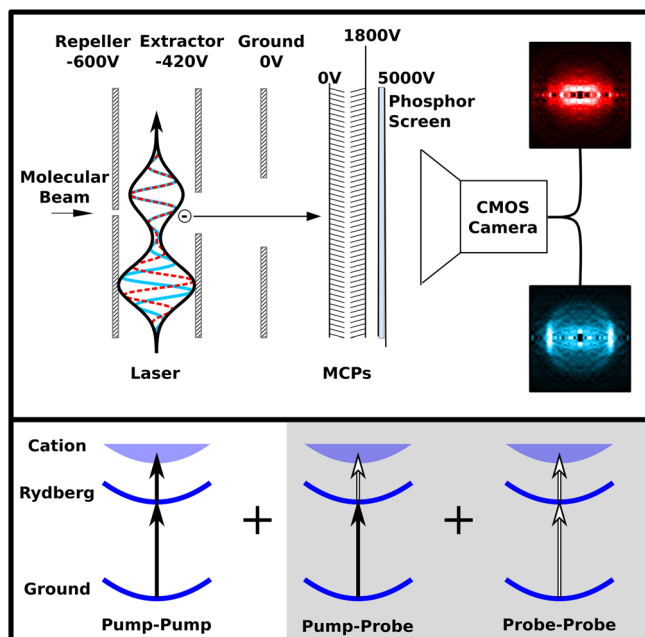 Repeller Extractor Ground
-600V -420V 0V
1800V
0V 5000V
Phosphor
Screen
Molecular
Beam
-
CMOS
Camera
Laser
MCPs
Cation
Rydberg
+ +
Ground
Pump-Pump Pump-Probe Probe-Probe